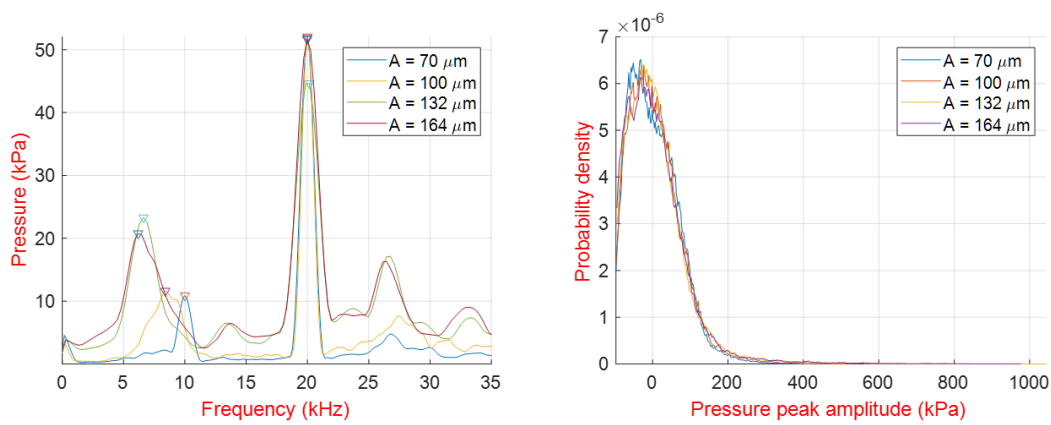 50
40
30
20
10
0
5
10
15
20
25
30
35
Pressure (kPa)
Frequency (kHz)
A = 70 μm
A = 100 μm
A = 132 μm
A = 164 μm
×10⁻⁶
7
6
5
4
3
2
1
0
0
200
400
600
800
1000
Probability density
Pressure peak amplitude (kPa)
A = 70 μm
A = 100 μm
A = 132 μm
A = 164 μm